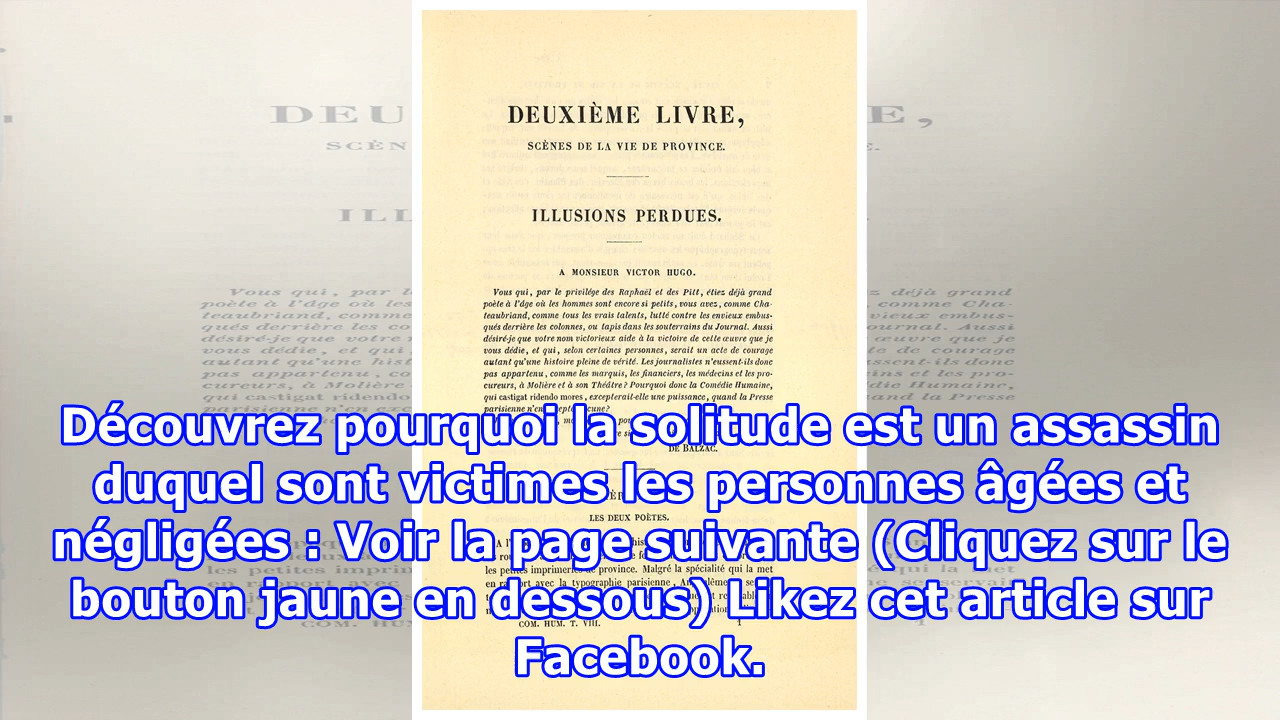 DEUXIÈME LIVRE,
SCÈNES DE LA VIE DE PROVINCE.
ILLUSIONS PERDUES.
A MONSIEUR VICTOR HUGO.
Vous qui, par le privilége des Raphaël et des Pitt, étiez déjà grand
poète à l'âge où les hommes sont encore si petits, vous avez, comme Cha-
teaubriand, comme tous les vrais talents, lutté contre les envieux embus-
qués derrière les colonnes, ou tapis dans les souterrains du Journal. Aussi
désiré-je que votre nom victorieux aide à la victoire de cette œuvre que je
vous dédie, et qui, selon certaines personnes, serait un acte de courage
autant qu'une histoire pleine de vérité. Les journalistes n'eussent-ils donc
pas appartenu, comme les marquis, les financiers, les médecins et les pro-
cureurs, à Molière et à son Théâtre? Pourquoi donc la Comédie Humaine,
qui castigat ridendo mores, excepterait-elle une puissance, quand la Presse
parisienne n'en
Découvrez pourquoi la solitude est un assassin
DE BALZAC.
duquel sont victimes les personnes âgées et
LES DEUX POÈTES.
négligées : Voir la page suivante (Cliquez sur le
les petites imprimeries de province. Malgré la spécialité qui la met
en rapport avec la typographie parisienne,
bouton jaune en dessous) Likez cet article sur
COM. HUM. T. VIII.
1
Facebook.